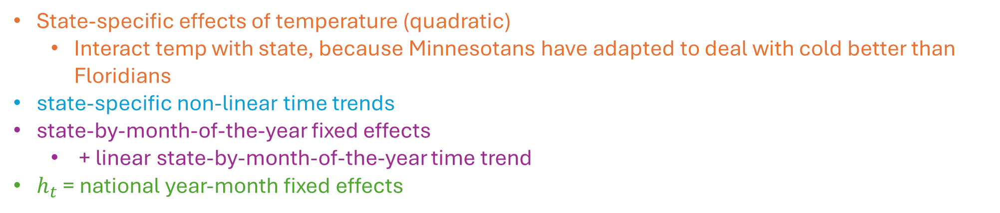 • State-specific effects of temperature (quadratic)
• Interact temp with state, because Minnesotans have adapted to deal with cold better than
Floridians
• state-specific non-linear time trends
• state-by-month-of-the-year fixed effects
• + linear state-by-month-of-the-year time trend
• hₜ = national year-month fixed effects